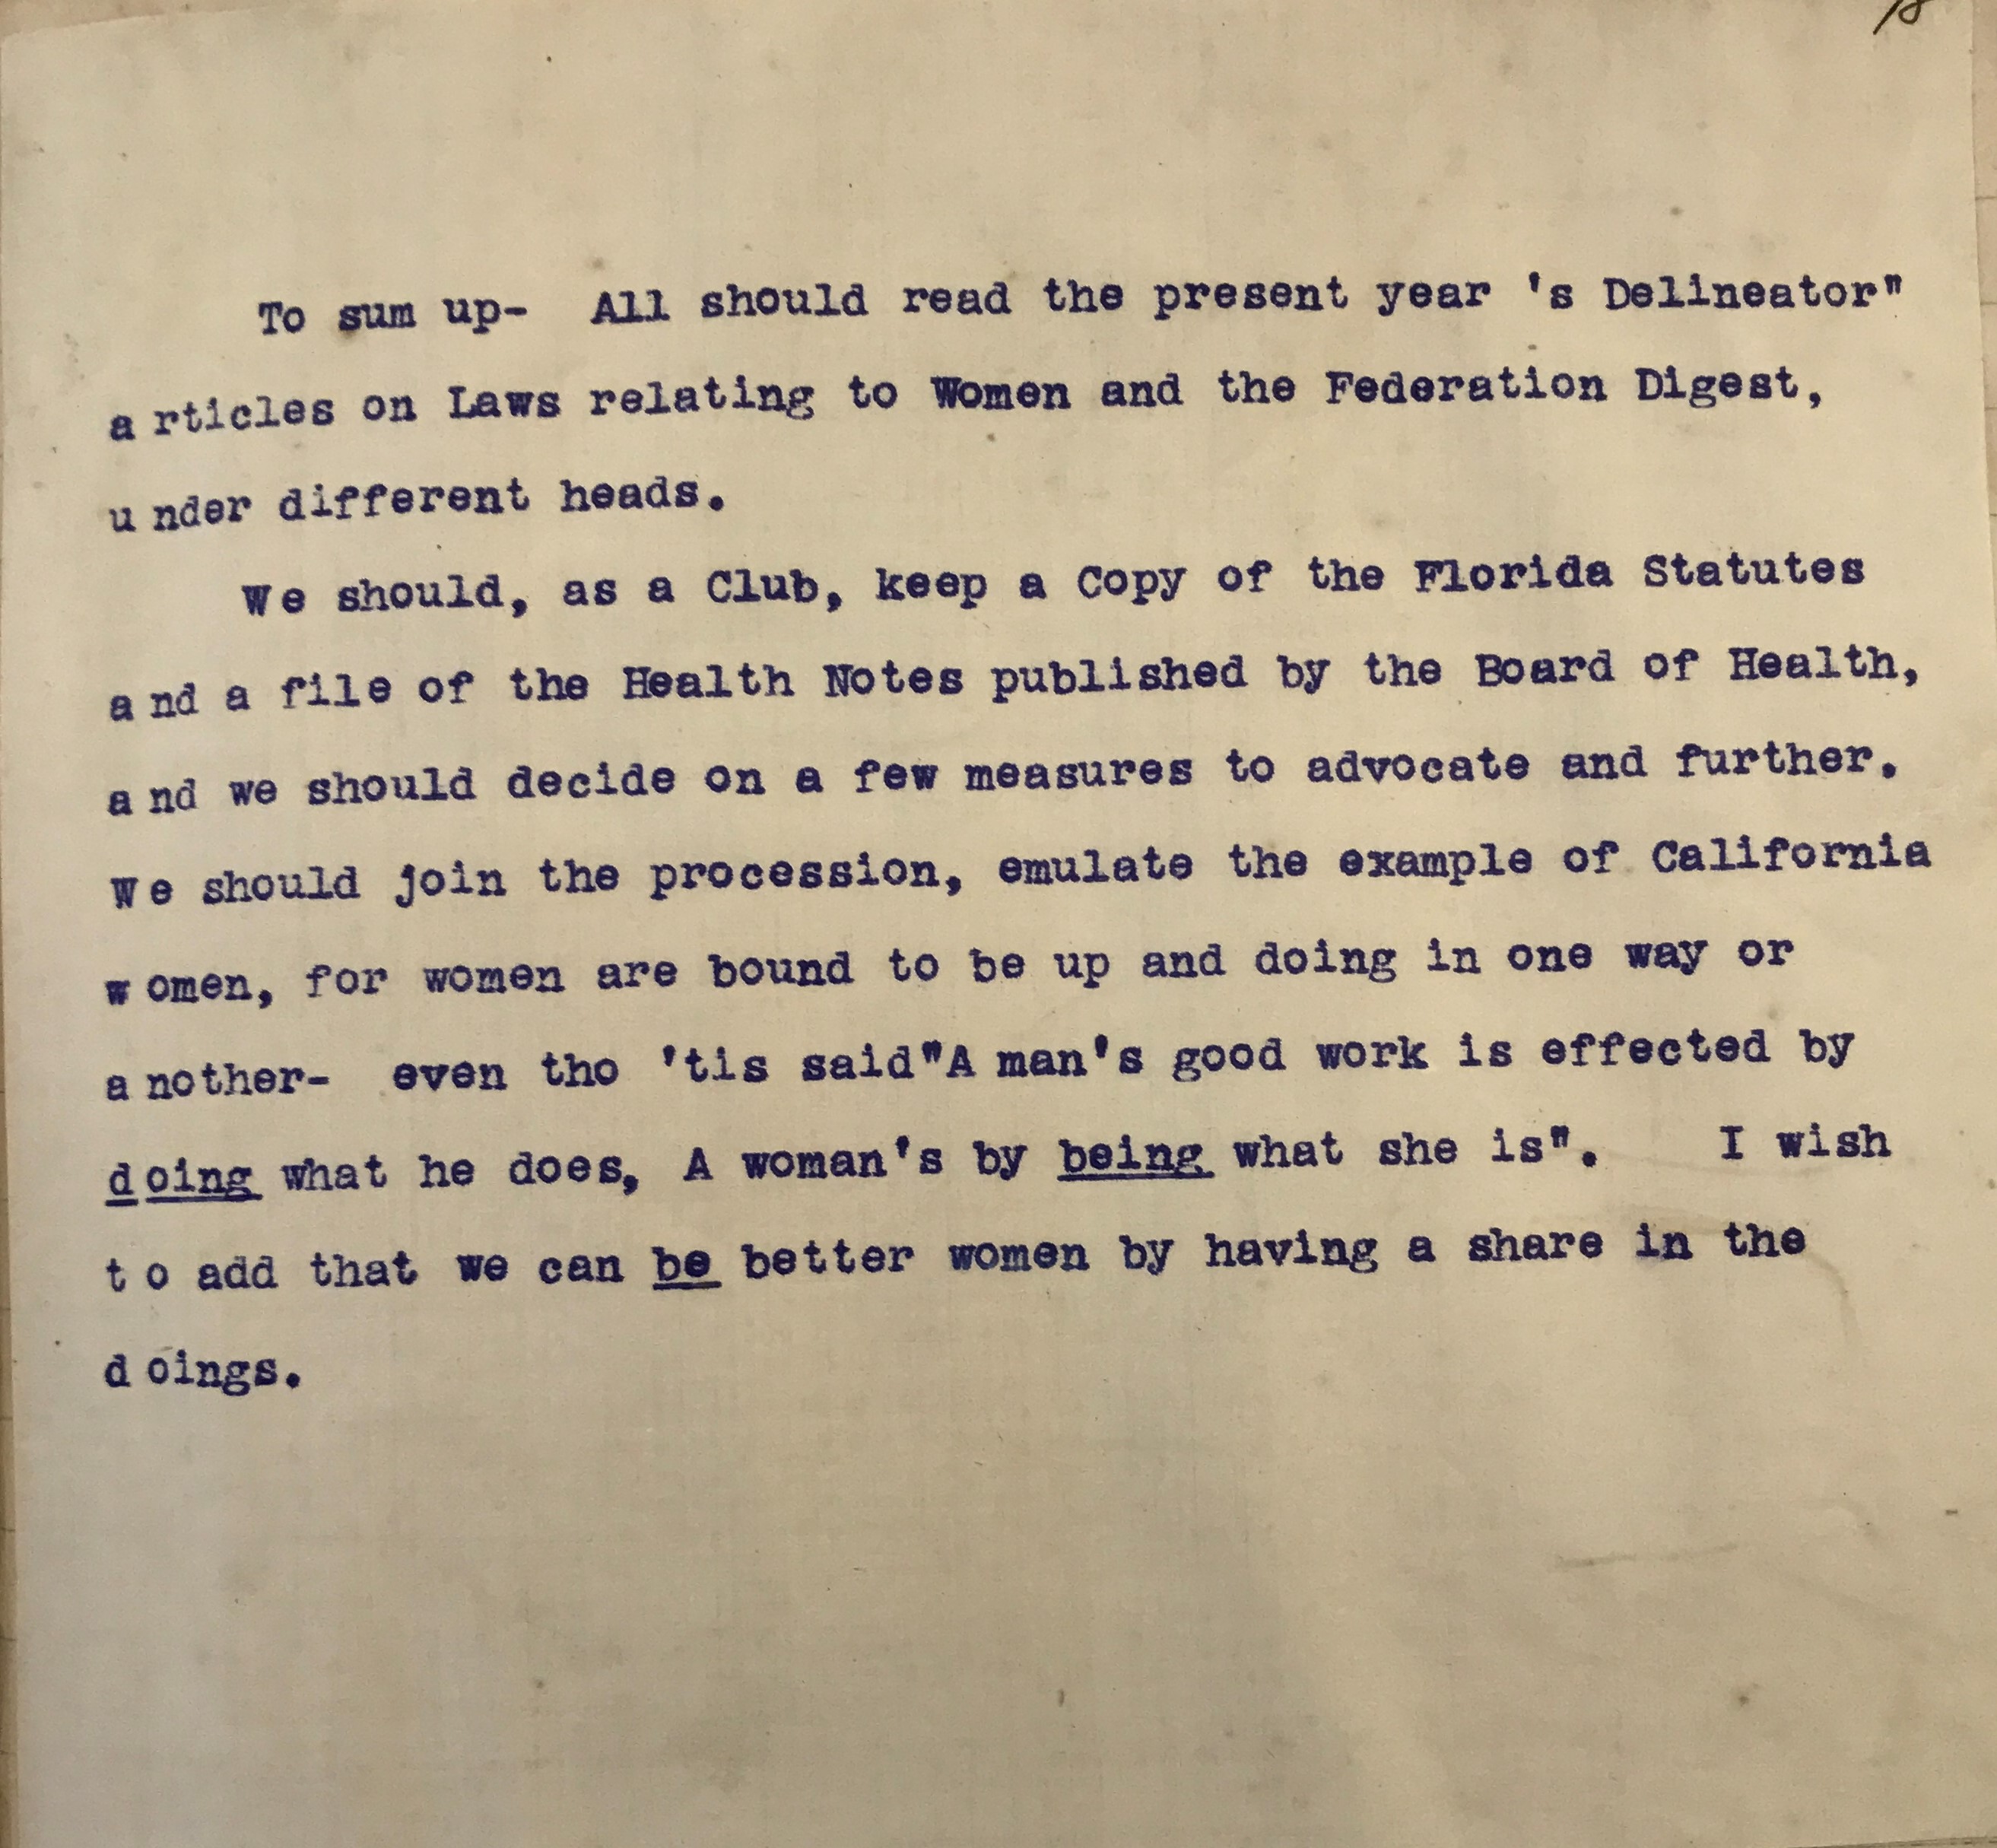 To sum up- All should read the present year 's Delineator"
a rticles on Laws relating to Women and the Federation Digest,
u nder different heads.
We should, as a Club, keep a Copy of the Florida Statutes
a nd a file of the Health Notes published by the Board of Health,
a nd we should decide on a few measures to advocate and further.
We should join the procession, emulate the example of California
w omen, for women are bound to be up and doing in one way or
a nother- even tho 'tis said"A man's good work is effected by
d oing what he does, A woman's by being what she is". I wish
t o add that we can be better women by having a share in the
d oings.